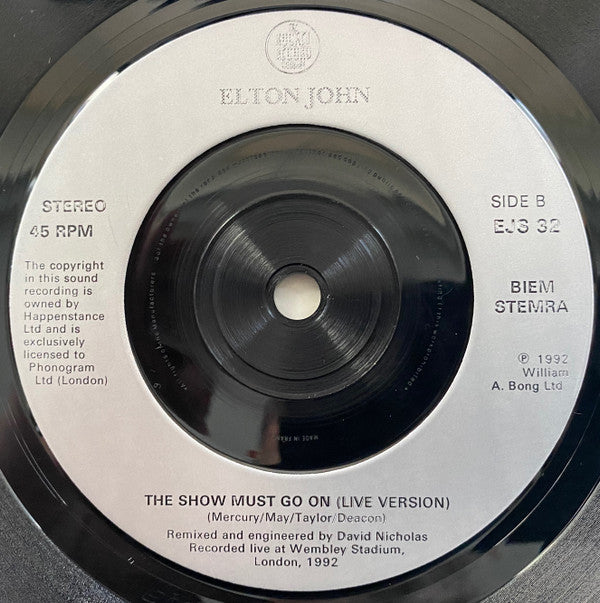 ELTON JOHN
STEREO
45 RPM
The copyright
in this sound
recording is
owned by
Happenstance
Ltd and is
exclusively
licensed to
Phonogram
Ltd (London)
SIDE B
EJS 32
BIEM
STEMRA
℗ 1992
William
A. Bong Ltd
MADE IN FRANCE
THE SHOW MUST GO ON (LIVE VERSION)
(Mercury/May/Taylor/Deacon)
Remixed and engineered by David Nicholas
Recorded live at Wembley Stadium,
London, 1992